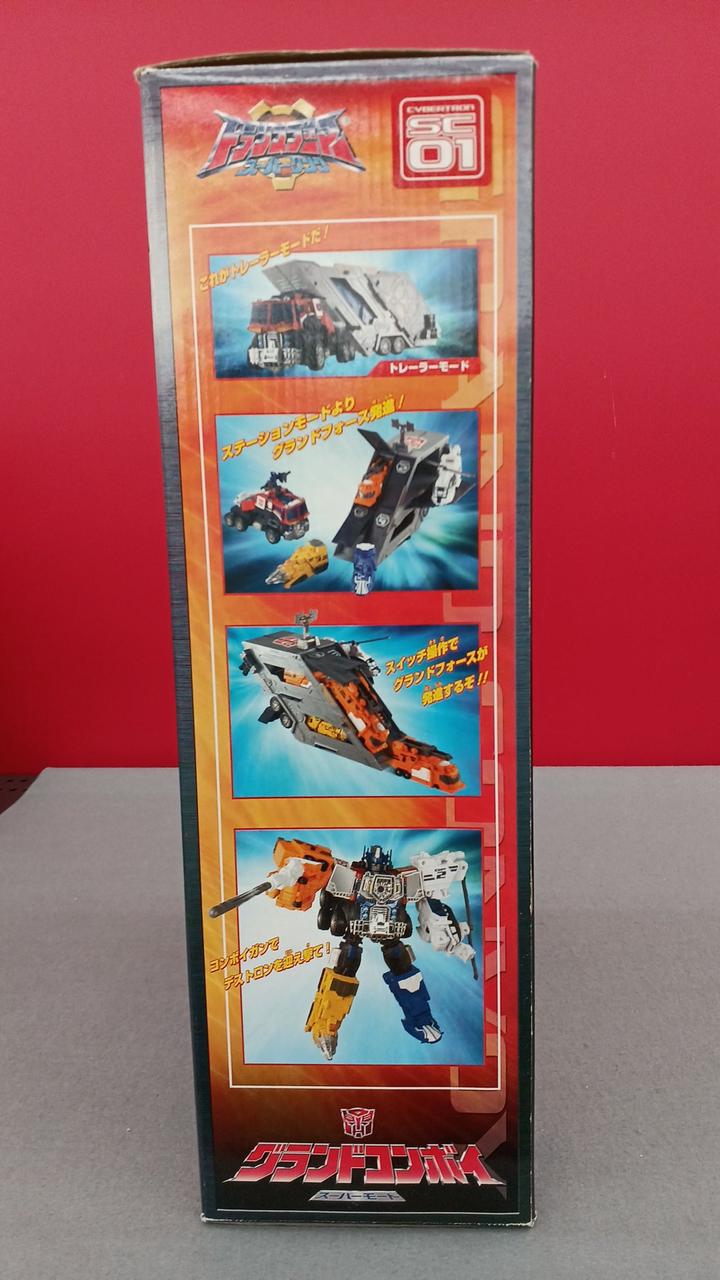 トランスフォーマー
スーパーリンク
CYBERTRON
SC
01
これがトレーラーモードだ!
トレーラーモード
ステーションモードより
グランドフォース発進!
スイッチ操作で
グランドフォースが
発進するぞ!!
コンボイガンで
デストロンを迎え撃て!
グランドコンボイ
スーパーモード